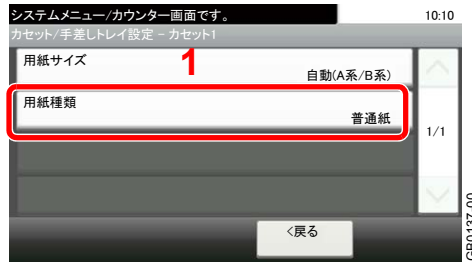 システムメニュー/カウンター画面です。 10:10
カセット/手差しトレイ設定 - カセット1
用紙サイズ
1
自動(A系/B系)
用紙種類
普通紙
1/1
<戻る
GB0137_00